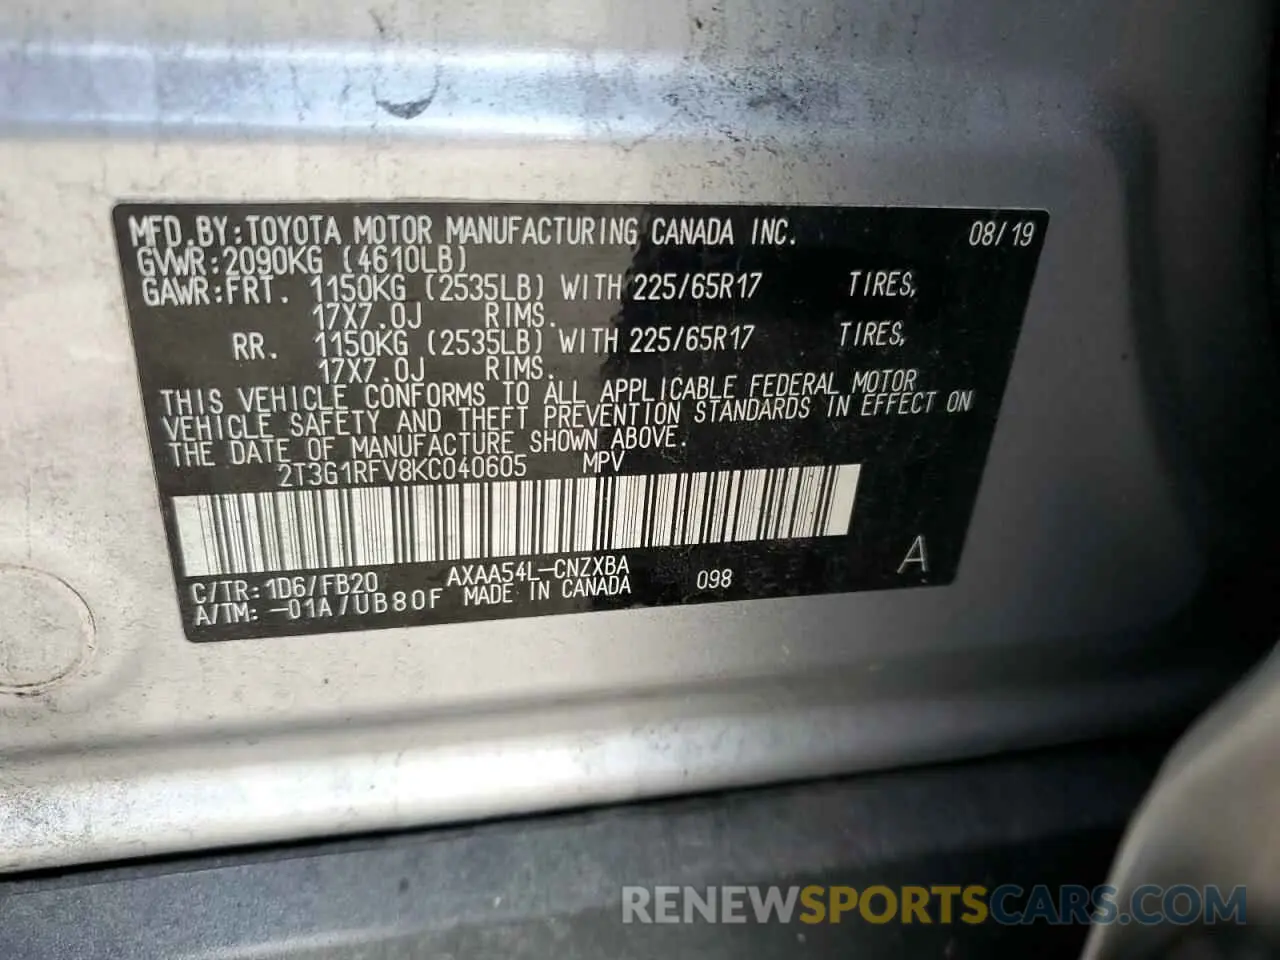 MFD.BY:TOYOTA MOTOR MANUFACTURING CANADA INC. 08/19
GVWR:2090KG (4610LB)
GAWR:FRT. 1150KG (2535LB) WITH 225/65R17 TIRES,
17X7.0J RIMS.
RR. 1150KG (2535LB) WITH 225/65R17 TIRES,
17X7.0J RIMS.
THIS VEHICLE CONFORMS TO ALL APPLICABLE FEDERAL MOTOR
VEHICLE SAFETY AND THEFT PREVENTION STANDARDS IN EFFECT ON
THE DATE OF MANUFACTURE SHOWN ABOVE.
2T3G1RFV8KC040605 MPV
C/TR:1D6/FB20 AXAA54L-CNZXBA 098 A
A/TM:-01A/UB80F MADE IN CANADA
RENEWSPORTSCARS.COM